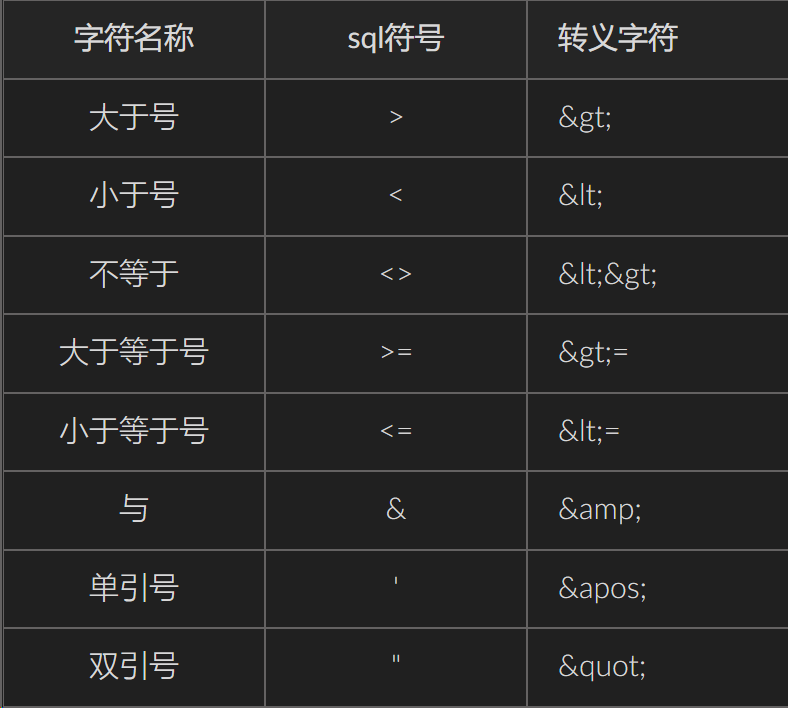 字符名称 sql符号 转义字符
大于号 > &gt;
小于号 < &lt;
不等于 <> &lt;&gt;
大于等于号 >= &gt;=
小于等于号 <= &lt;=
与 & &amp;
单引号 ' &apos;
双引号 " &quot;